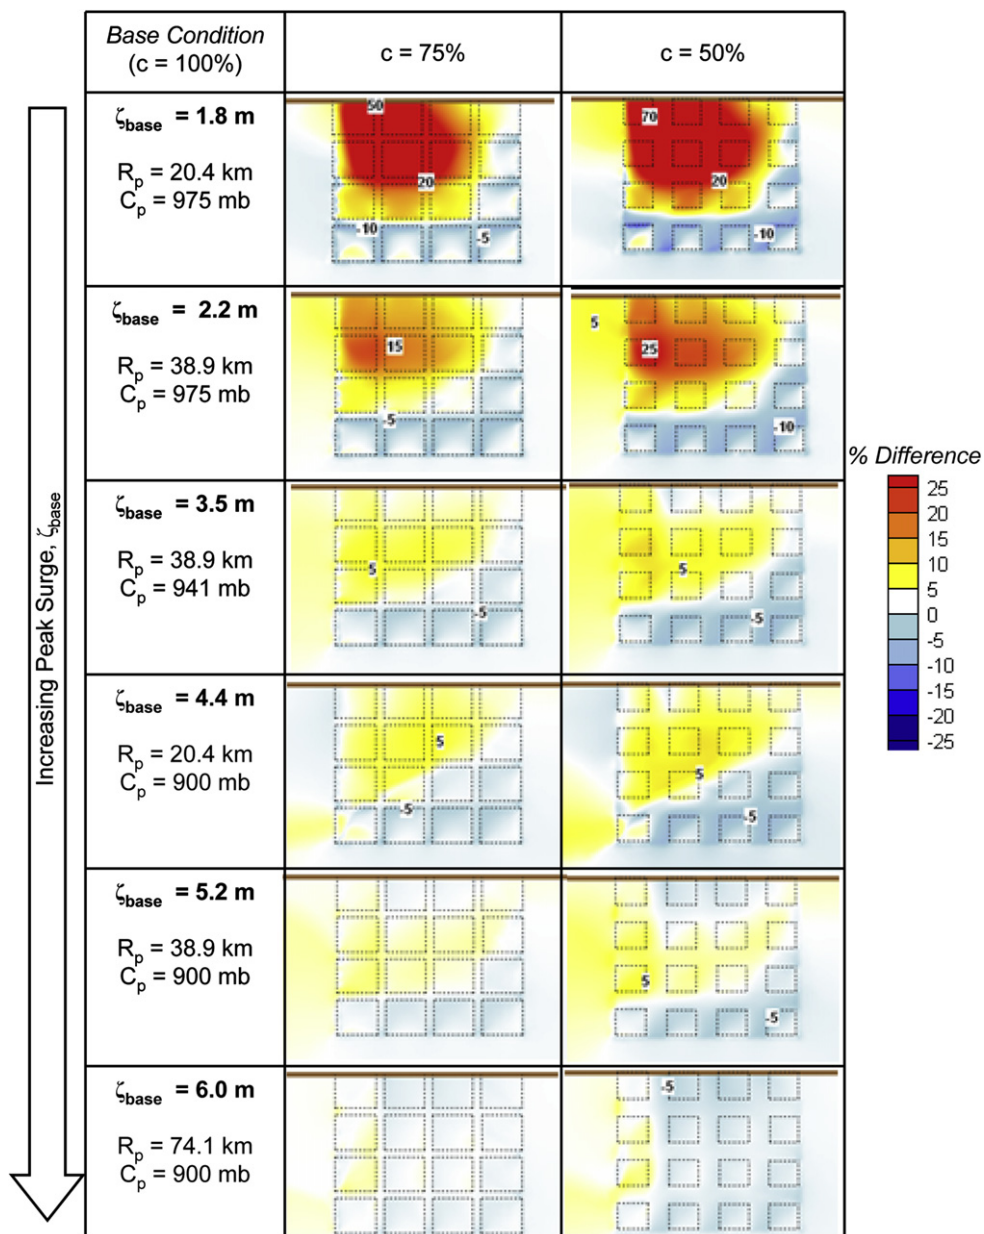 Base Condition
(c = 100%)
c = 75%
c = 50%
Increasing Peak Surge, ζbase
ζbase = 1.8 m
Rp = 20.4 km
Cp = 975 mb
50
20
-10
-5
70
20
-10
ζbase = 2.2 m
Rp = 38.9 km
Cp = 975 mb
15
-5
5
25
-10
ζbase = 3.5 m
Rp = 38.9 km
Cp = 941 mb
5
-5
5
-5
ζbase = 4.4 m
Rp = 20.4 km
Cp = 900 mb
5
-5
5
-5
ζbase = 5.2 m
Rp = 38.9 km
Cp = 900 mb
5
-5
ζbase = 6.0 m
Rp = 74.1 km
Cp = 900 mb
-5
% Difference
25
20
15
10
5
0
-5
-10
-15
-20
-25